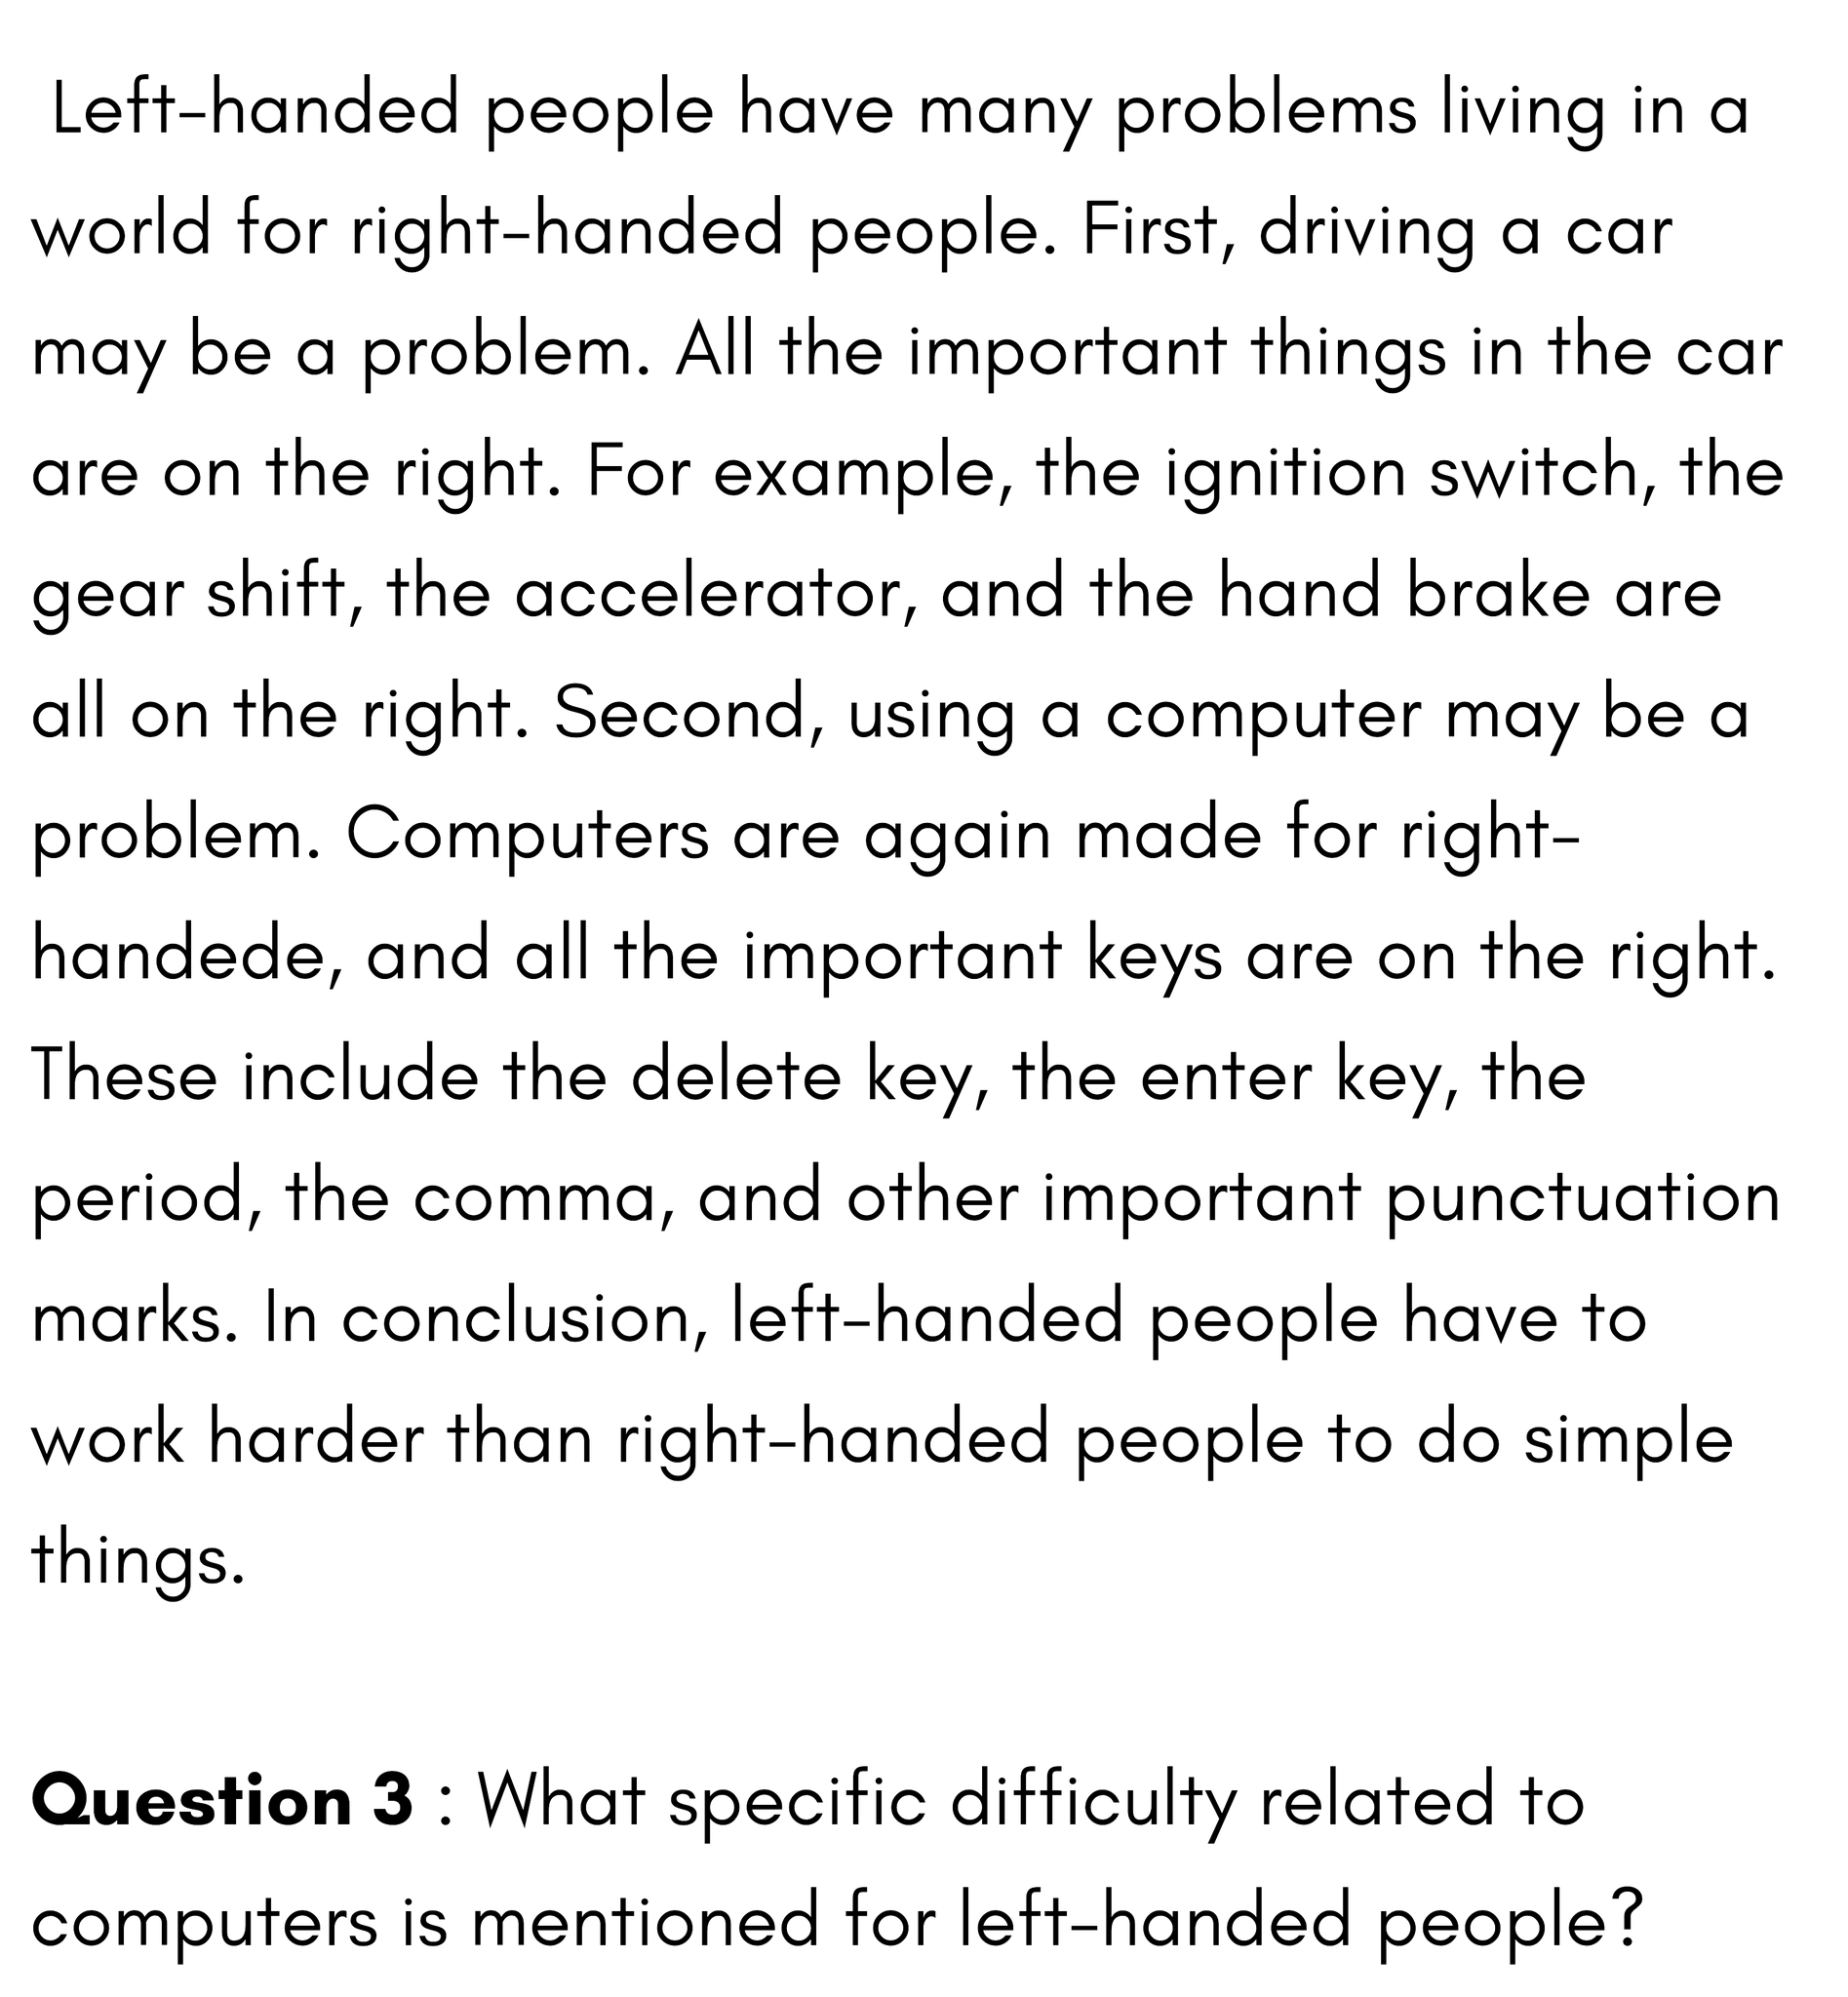 Left-handed people have many problems living in a
world for right-handed people. First, driving a car
may be a problem. All the important things in the car
are on the right. For example, the ignition switch, the
gear shift, the accelerator, and the hand brake are
all on the right. Second, using a computer may be a
problem. Computers are again made for right-
handede, and all the important keys are on the right.
These include the delete key, the enter key, the
period, the comma, and other important punctuation
marks. In conclusion, left-handed people have to
work harder than right-handed people to do simple
things.
Question 3 : What specific difficulty related to
computers is mentioned for left-handed people?